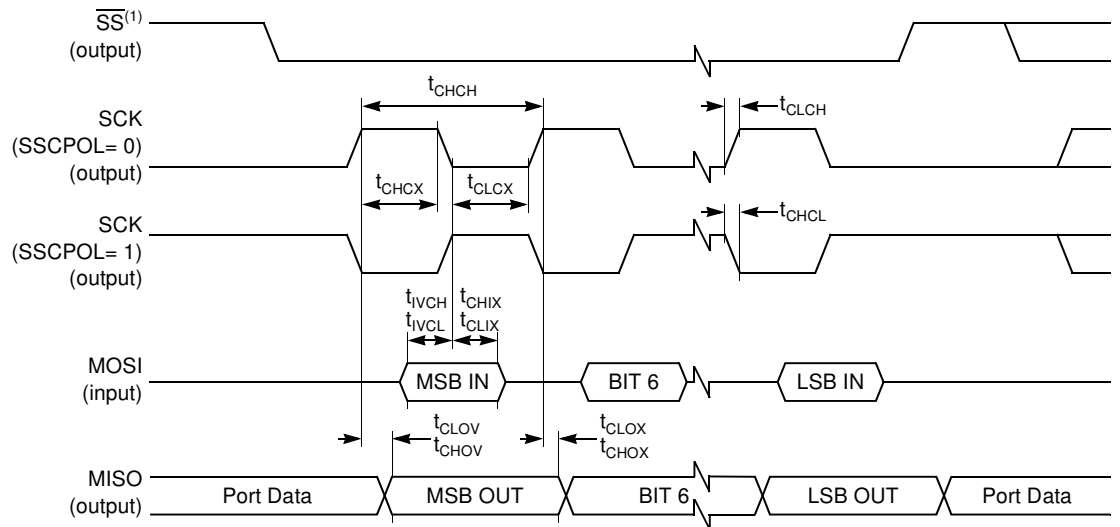 SS(1)
(output)
tCHCH
tCLCH
SCK
(SSCPOL= 0)
(output)
tCHCX
tCLCX
tCHCL
SCK
(SSCPOL= 1)
(output)
tIVCH
tCHIX
tIVCL
tCLIX
MOSI
(input)
MSB IN
BIT 6
LSB IN
tCLOV
tCLOX
tCHOV
tCHOX
MISO
(output)
Port Data
MSB OUT
BIT 6
LSB OUT
Port Data